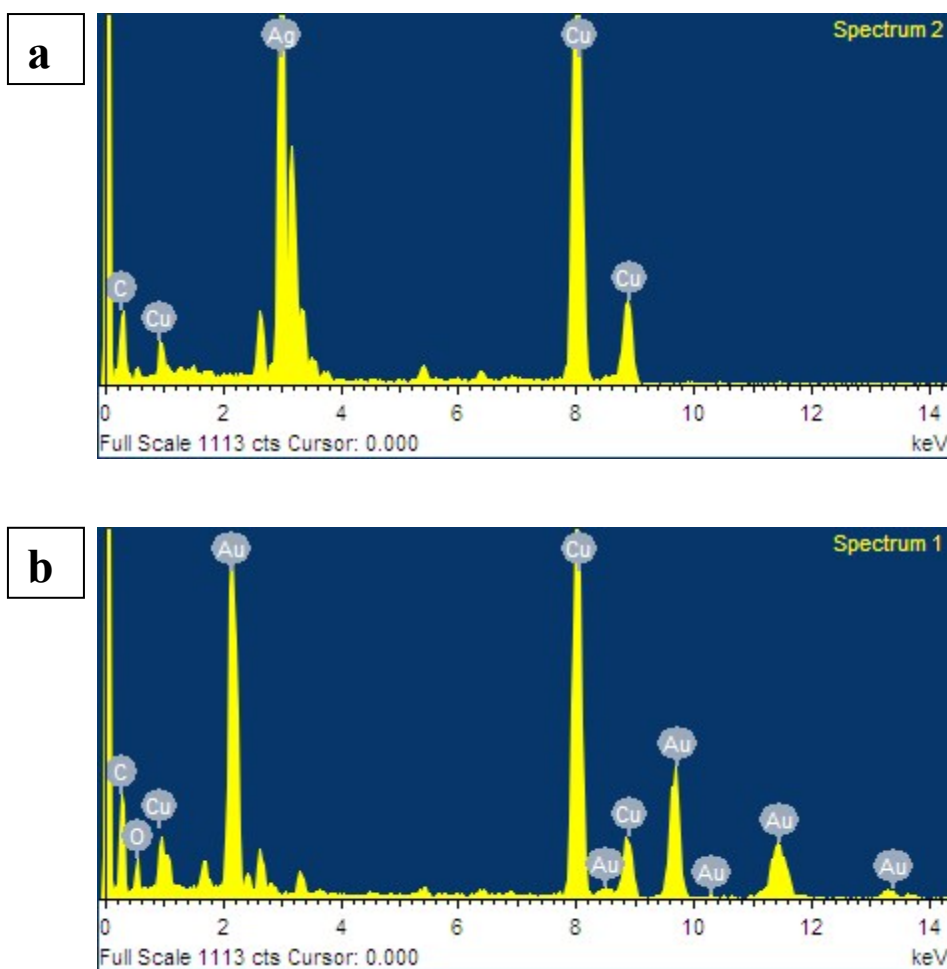 a
Spectrum 2
Ag
Cu
C
Cu
Cu
0 2 4 6 8 10 12 14
Full Scale 1113 cts Cursor: 0.000 keV
b
Spectrum 1
Au
Cu
Au
C
Cu
O
Cu
Au
Au
Au
Au
0 2 4 6 8 10 12 14
Full Scale 1113 cts Cursor: 0.000 keV